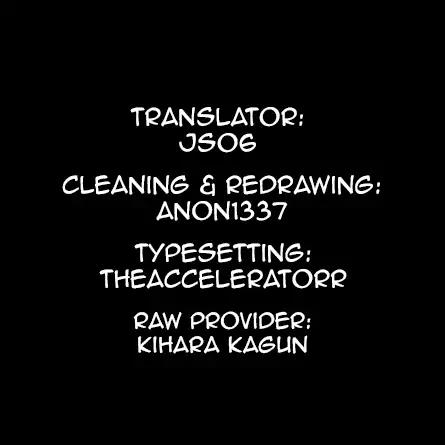 TRANSLATOR:
JS06
CLEANING & REDRAWING:
ANON1337
TYPESETTING:
THEACCELERATORR
RAW PROVIDER:
KIHARA KAGUN